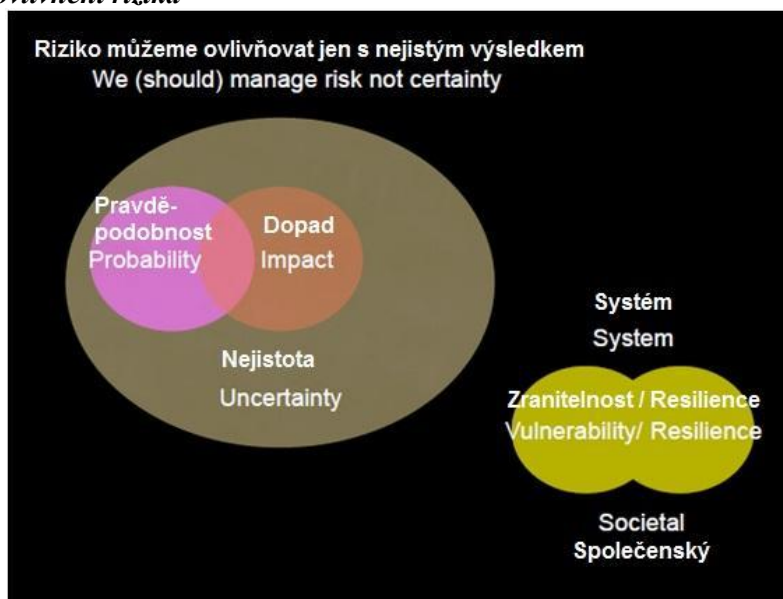 Riziko můžeme ovlivňovat jen s nejistým výsledkem
We (should) manage risk not certainty
Pravdě-
podobnost
Probability
Dopad
Impact
Nejistota
Uncertainty
Systém
System
Zranitelnost / Resilience
Vulnerability/ Resilience
Societal
Společenský